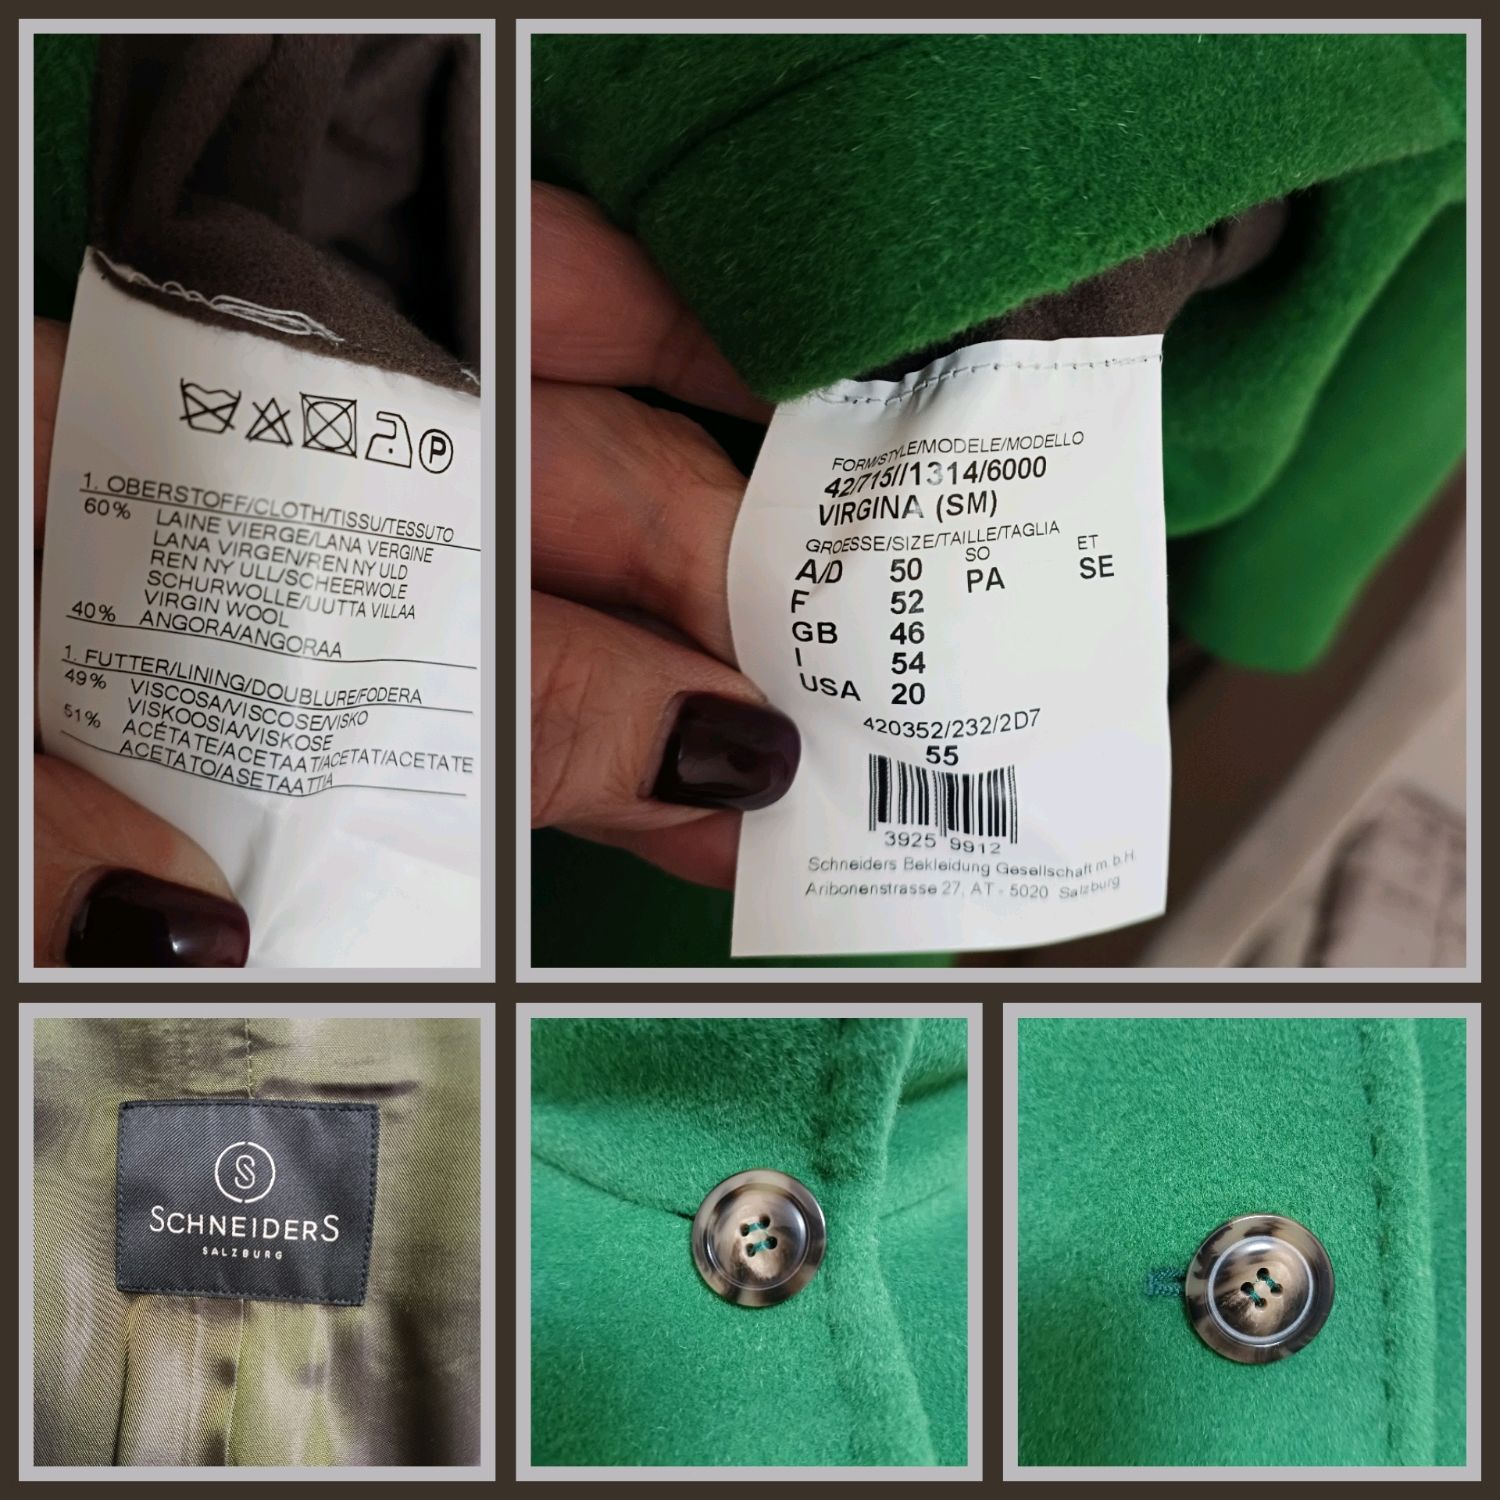 P
1. OBERSTOFF/CLOTH/TISSU/TESSUTO
60% LAINE VIERGE/LANA VERGINE
LANA VIRGEN/REN NY ULD
REN NY ULL/SCHEERWOLE
SCHURWOLLE/UUTTA VILLAA
VIRGIN WOOL
40% ANGORA/ANGORAA
1. FUTTER/LINING/DOUBLURE/FODERA
49% VISCOSA/VISCOSE/VISKO
VISKOOSIA/VISKOSE
51% ACÉTATE/ACETAAT/ACETAT/ACETATE
ACETATO/ASETAATTIA
FORM/STYLE/MODELE/MODELLO
42/715//1314/6000
VIRGINA (SM)
GROESSE/SIZE/TAILLE/TAGLIA
SO ET
A/D 50 PA SE
F 52
GB 46
I 54
USA 20
420352/232/2D7
55
3925 9912
Schneiders Bekleidung Gesellschaft m.b.H.
Aribonenstrasse 27, AT - 5020 Salzburg
S
SCHNEIDERS
SALZBURG